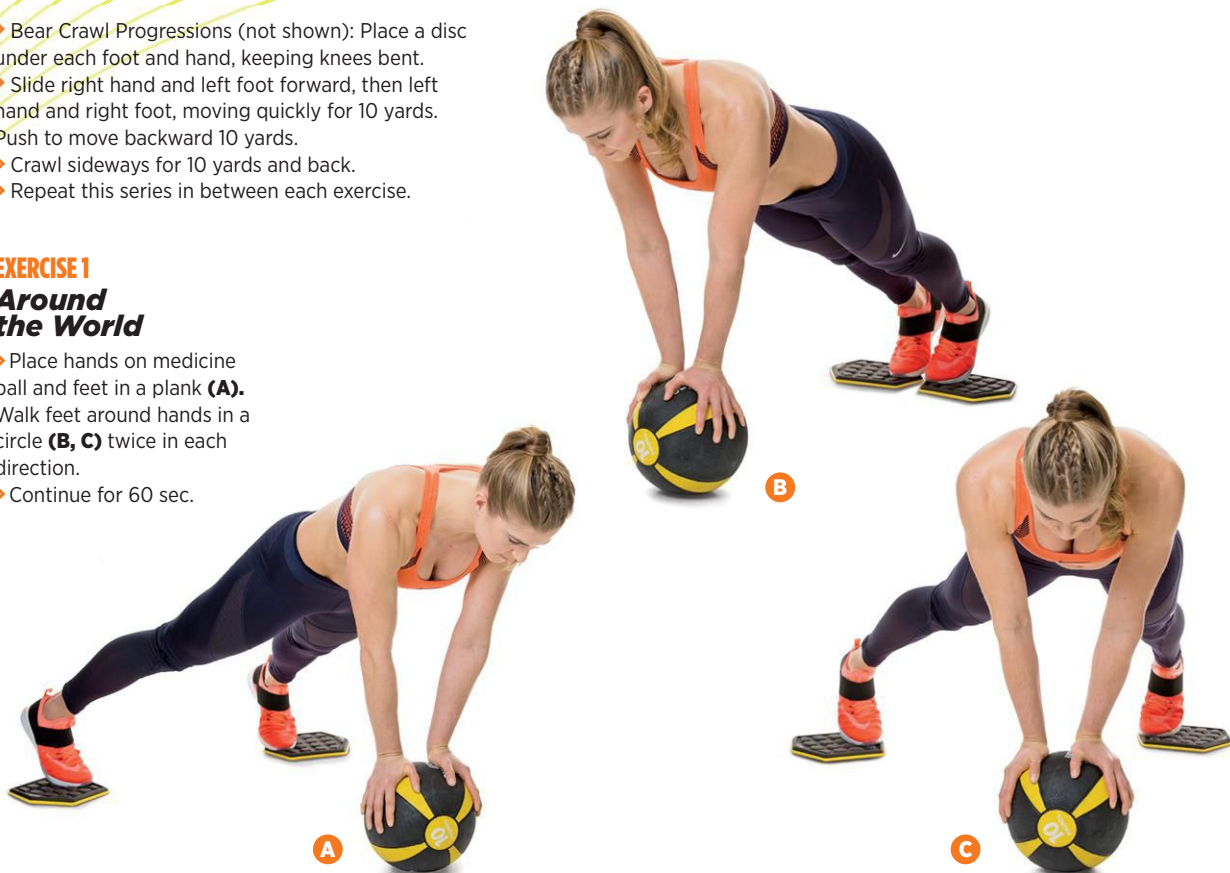 Bear Crawl Progressions (not shown): Place a disc
under each foot and hand, keeping knees bent.
Slide right hand and left foot forward, then left
hand and right foot, moving quickly for 10 yards.
Push to move backward 10 yards.
Crawl sideways for 10 yards and back.
Repeat this series in between each exercise.
EXERCISE 1
Around
the World
Place hands on medicine
ball and feet in a plank (A).
Walk feet around hands in a
circle (B, C) twice in each
direction.
Continue for 60 sec.
10
B
10
A
10
C